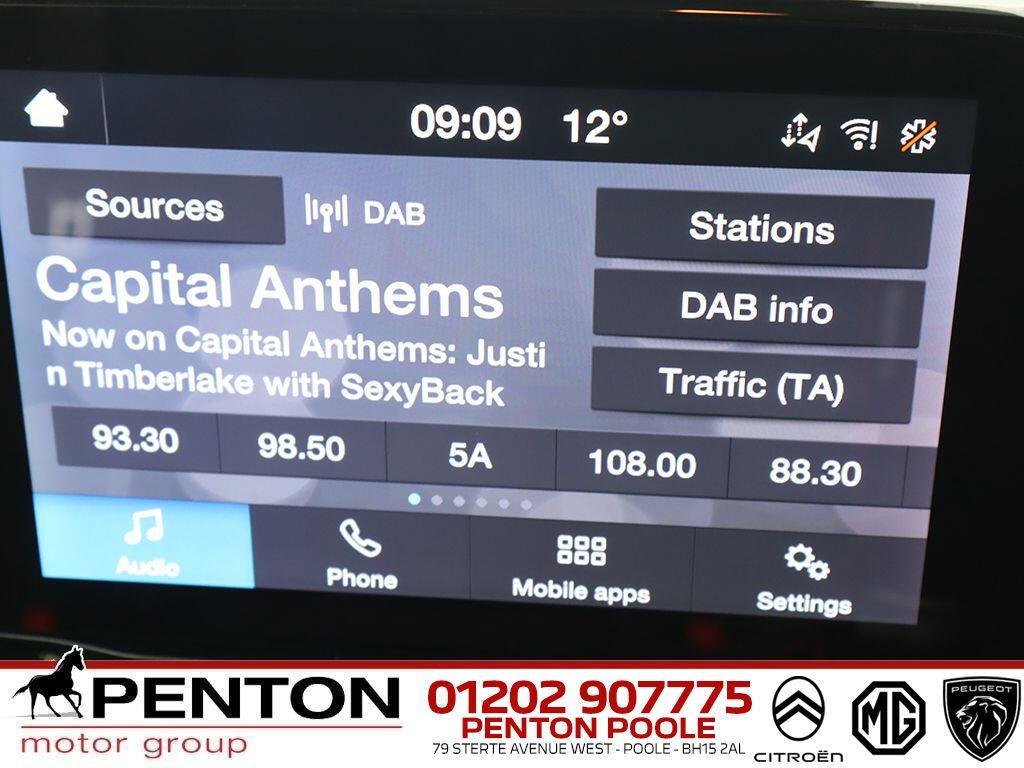 09:09 12°
Sources DAB Stations
Capital Anthems
DAB info
Now on Capital Anthems: Justi
n Timberlake with SexyBack
Traffic (TA)
93.30 98.50 5A 108.00 88.30
Audio Phone Mobile apps Settings
PENTON
motor group
01202 907775
PENTON POOLE
79 STERTE AVENUE WEST - POOLE - BH15 2AL
CITROËN
MG
PEUGEOT